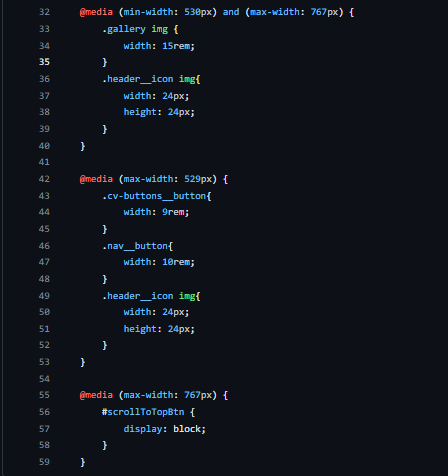 32 @media (min-width: 530px) and (max-width: 767px) {
33 .gallery img {
34 width: 15rem;
35 }
36 .header__icon img{
37 width: 24px;
38 height: 24px;
39 }
40 }
41
42 @media (max-width: 529px) {
43 .cv-buttons__button{
44 width: 9rem;
45 }
46 .nav__button{
47 width: 10rem;
48 }
49 .header__icon img{
50 width: 24px;
51 height: 24px;
52 }
53 }
54
55 @media (max-width: 767px) {
56 #scrollToTopBtn {
57 display: block;
58 }
59 }